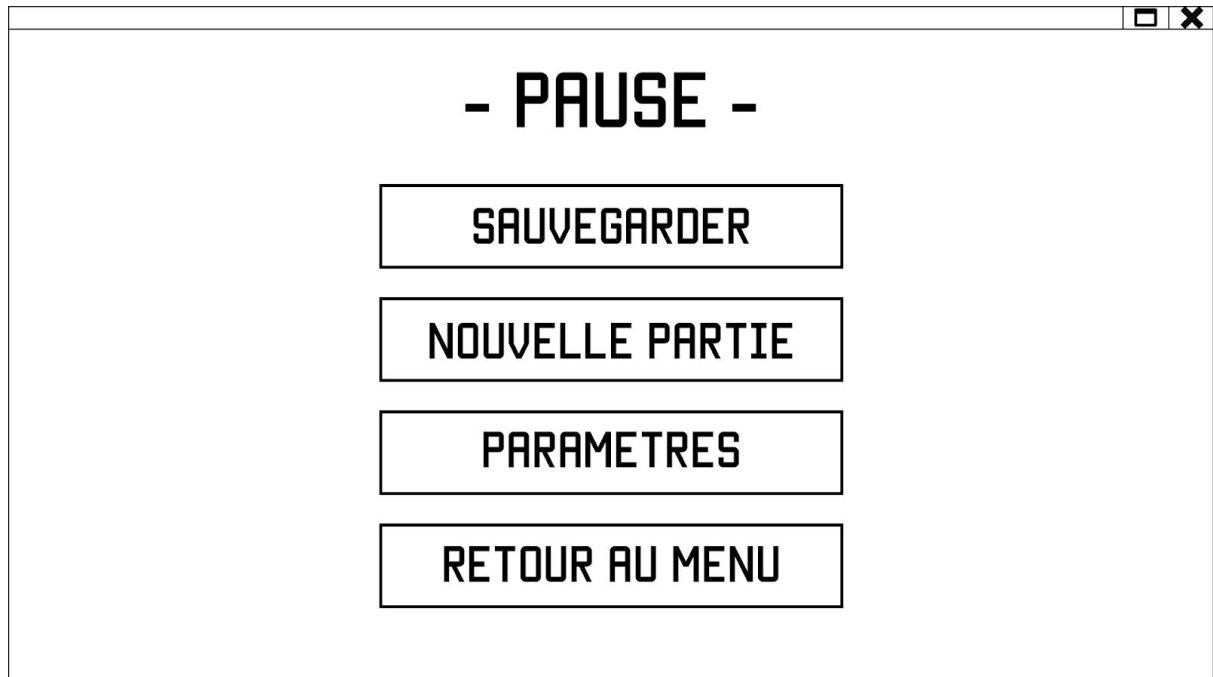 - PAUSE -
SAUVEGARDER
NOUVELLE PARTIE
PARAMETRES
RETOUR AU MENU